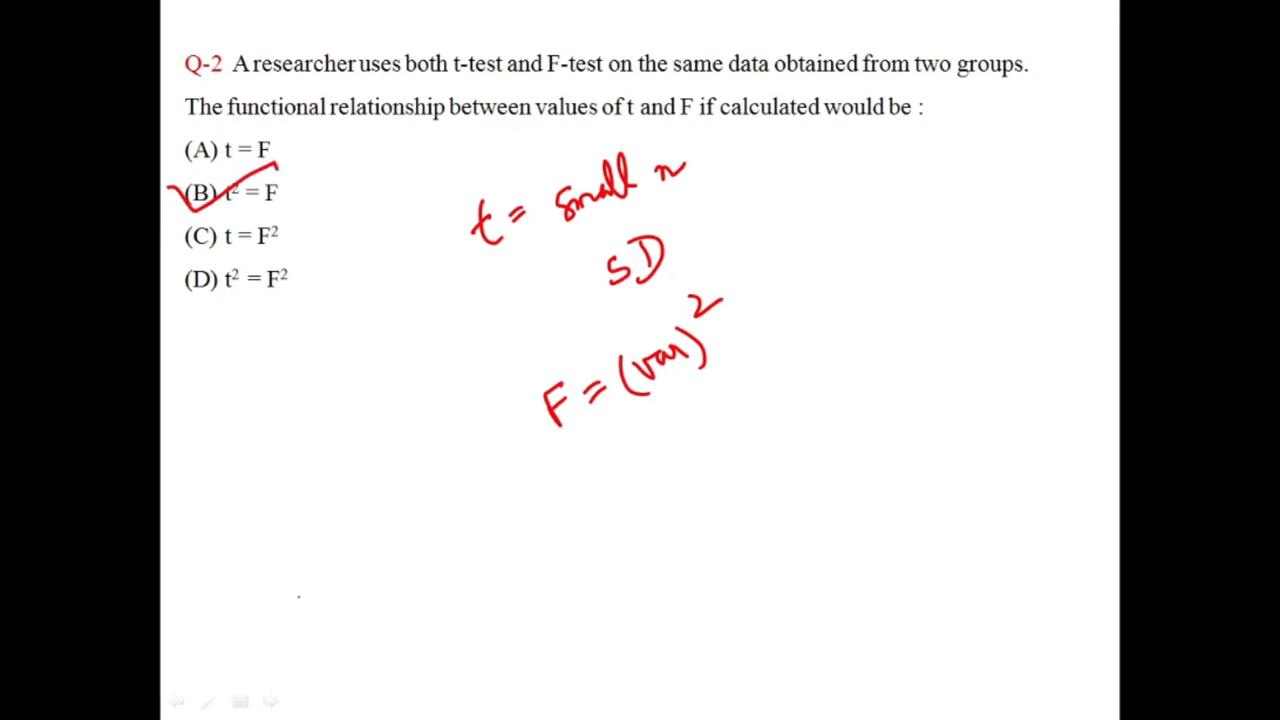 Q-2 A researcher uses both t-test and F-test on the same data obtained from two groups.
The functional relationship between values of t and F if calculated would be :
(A) t = F
(B) t² = F
(C) t = F²
(D) t² = F²
t = small n
SD
F = (var)²